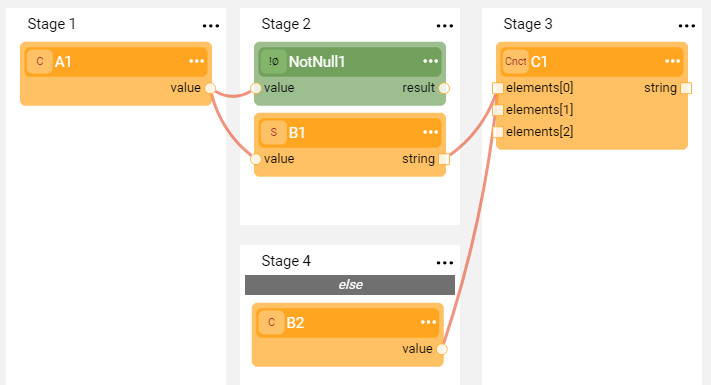 Stage 1 ...
C A1 ...
value
Stage 2 ...
!ø NotNull1 ...
value result
S B1 ...
value string
Stage 4 ...
else
C B2 ...
value
Stage 3 ...
Cnct C1 ...
elements[0] string
elements[1]
elements[2]